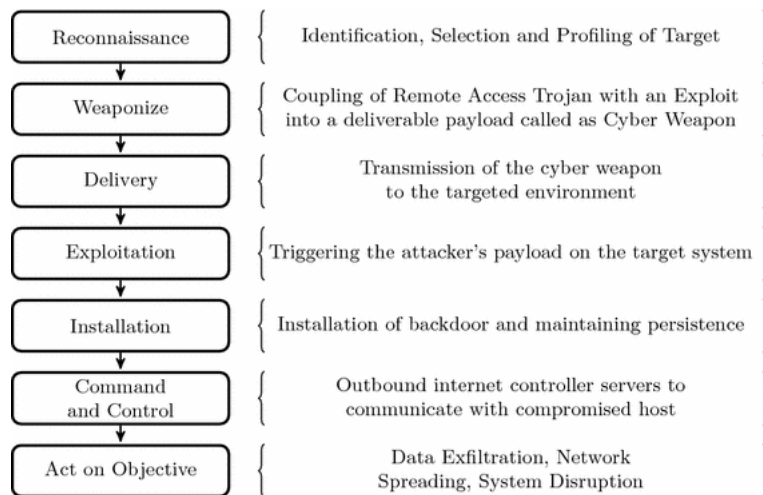 Reconnaissance
Identification, Selection and Profiling of Target
Weaponize
Coupling of Remote Access Trojan with an Exploit
into a deliverable payload called as Cyber Weapon
Delivery
Transmission of the cyber weapon
to the targeted environment
Exploitation
Triggering the attacker's payload on the target system
Installation
Installation of backdoor and maintaining persistence
Command
and Control
Outbound internet controller servers to
communicate with compromised host
Act on Objective
Data Exfiltration, Network
Spreading, System Disruption